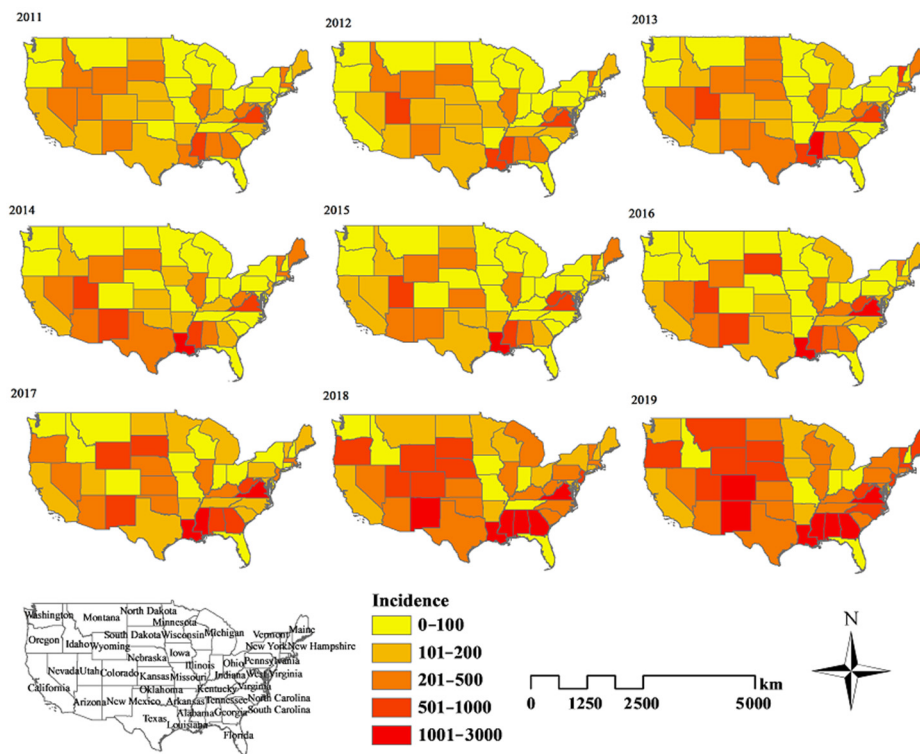 2011
2012
2013
2014
2015
2016
2017
2018
2019
Washington
Montana
North Dakota
Minnesota
Maine
Oregon
Idaho
Wyoming
South Dakota
Wisconsin
Michigan
Vermont
New York
New Hampshire
Nebraska
Iowa
Nevada
Utah
Colorado
Kansas
Missouri
Illinois
Indiana
Ohio
Pennsylvania
West Virginia
Virginia
California
Oklahoma
Kentucky
Arizona
New Mexico
Arkansas
Tennessee
North Carolina
South Carolina
Texas
Alabama
Georgia
Louisiana
Florida
Incidence
0–100
101–200
201–500
501–1000
1001–3000
N
km
0 1250 2500 5000